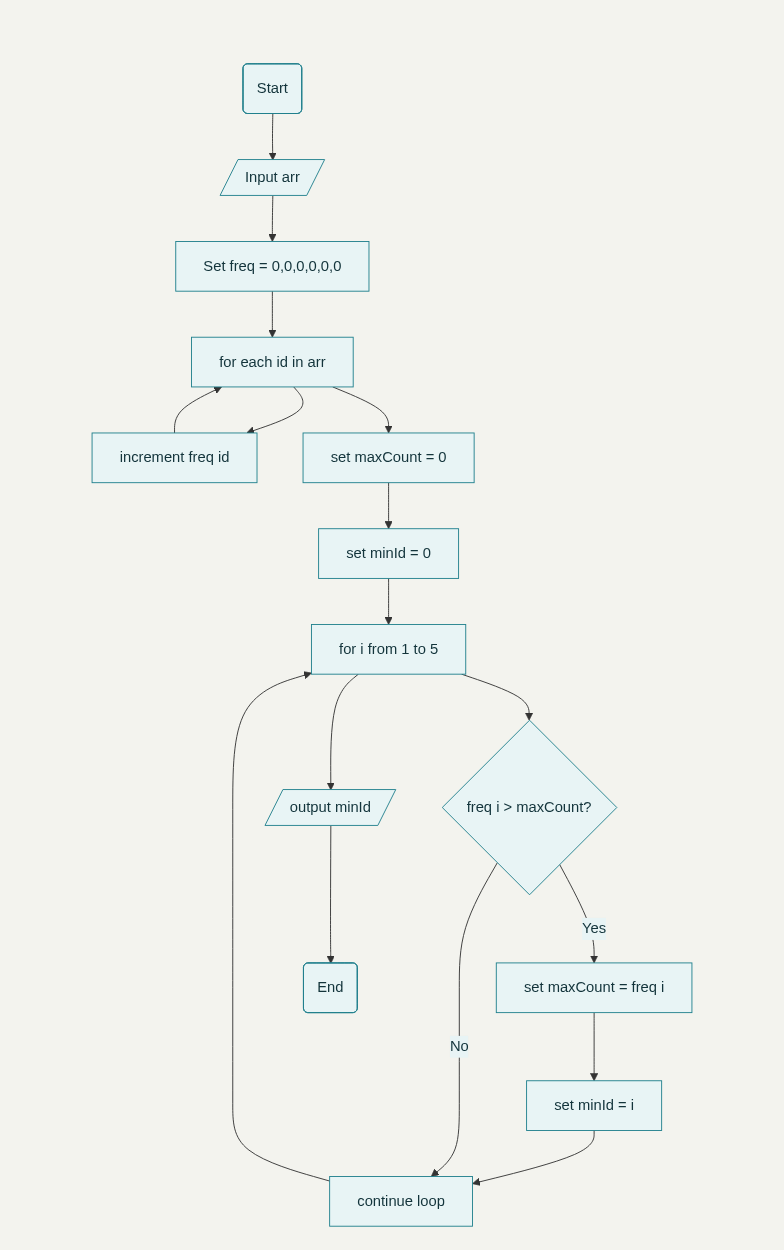 Start
Input arr
Set freq = 0,0,0,0,0,0
for each id in arr
increment freq id
set maxCount = 0
set minId = 0
for i from 1 to 5
output minId
freq i > maxCount?
Yes
End
set maxCount = freq i
No
set minId = i
continue loop